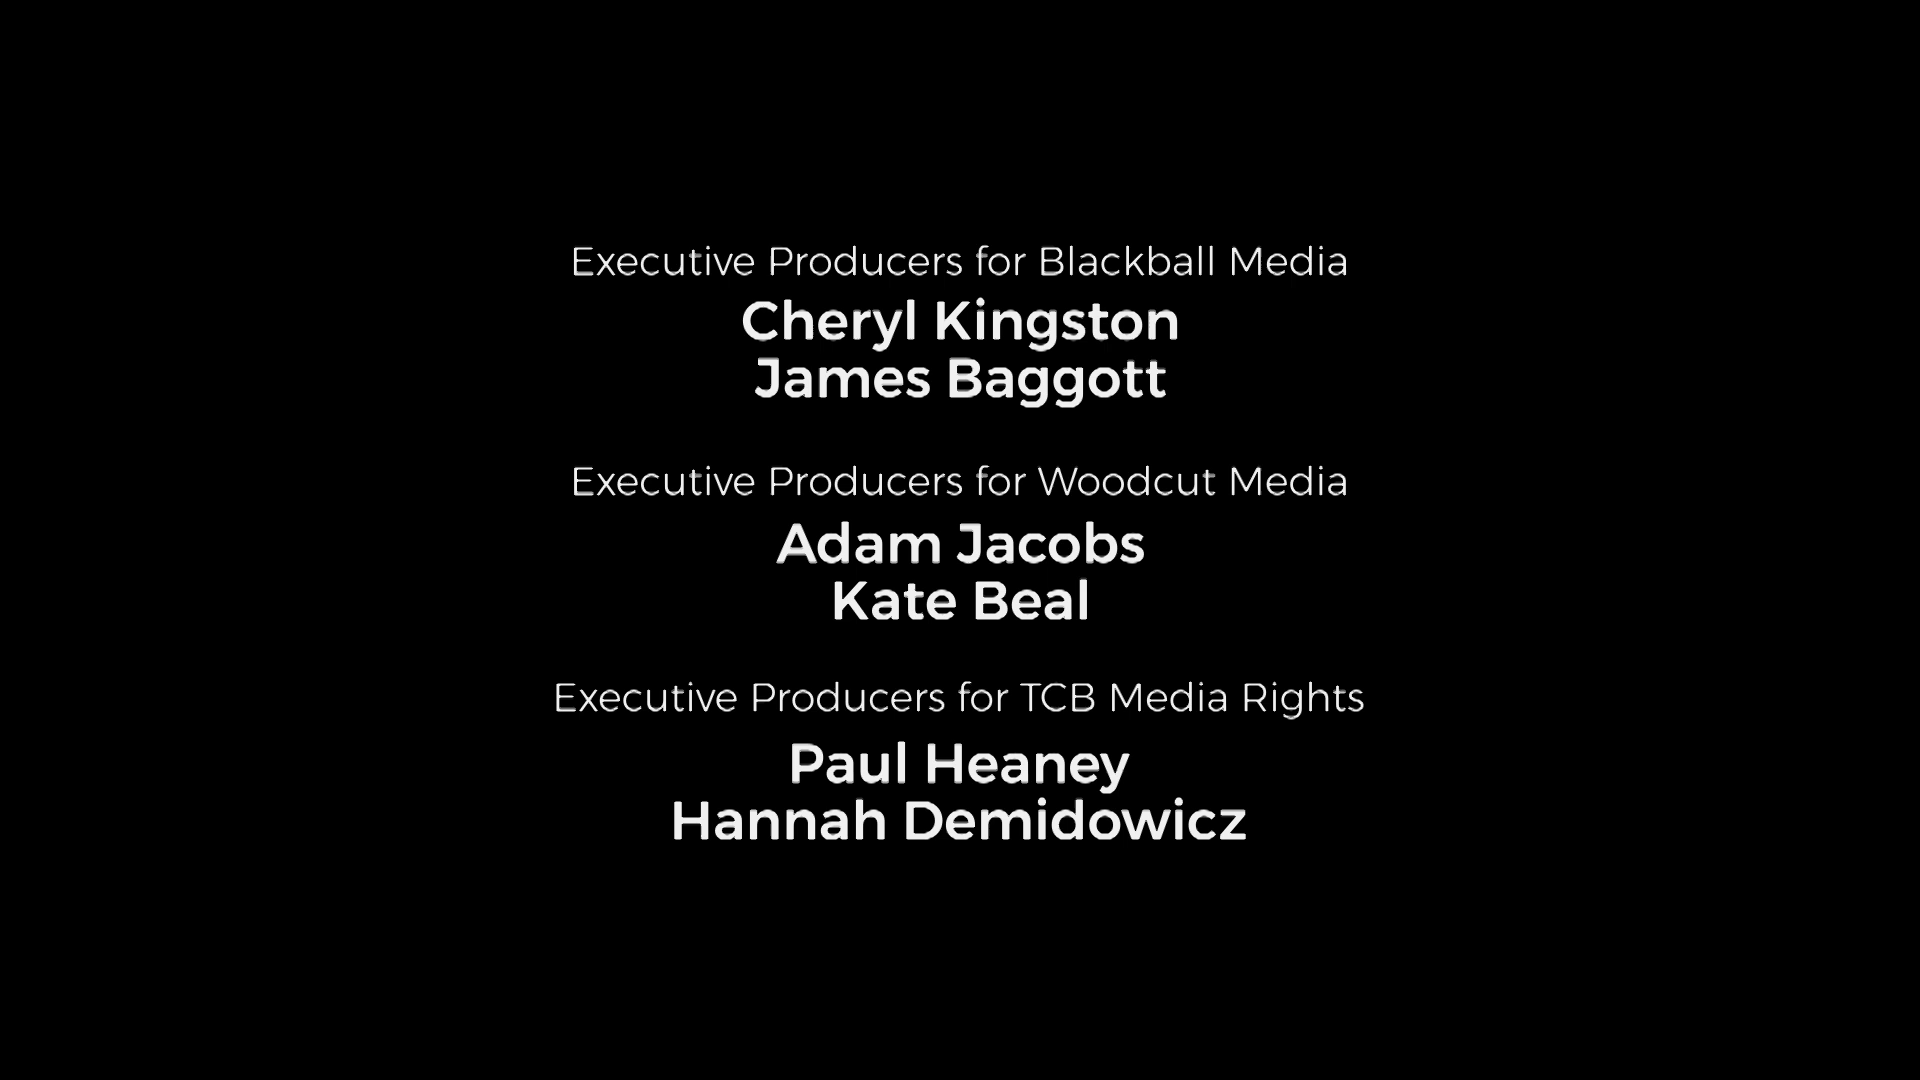 Executive Producers for Blackball Media
Cheryl Kingston
James Baggott
Executive Producers for Woodcut Media
Adam Jacobs
Kate Beal
Executive Producers for TCB Media Rights
Paul Heaney
Hannah Demidowicz